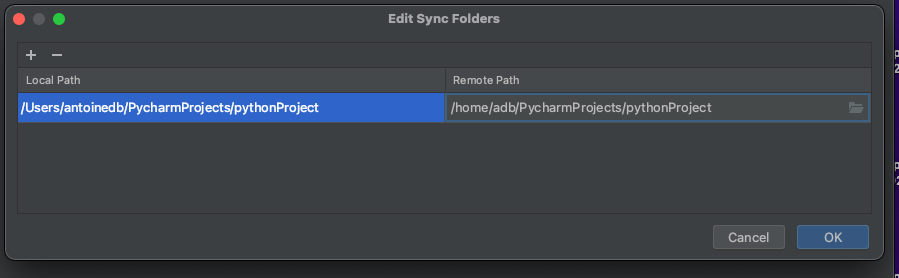 Edit Sync Folders
Local Path
Remote Path
/Users/antoinedb/PycharmProjects/pythonProject
/home/adb/PycharmProjects/pythonProject
Cancel
OK